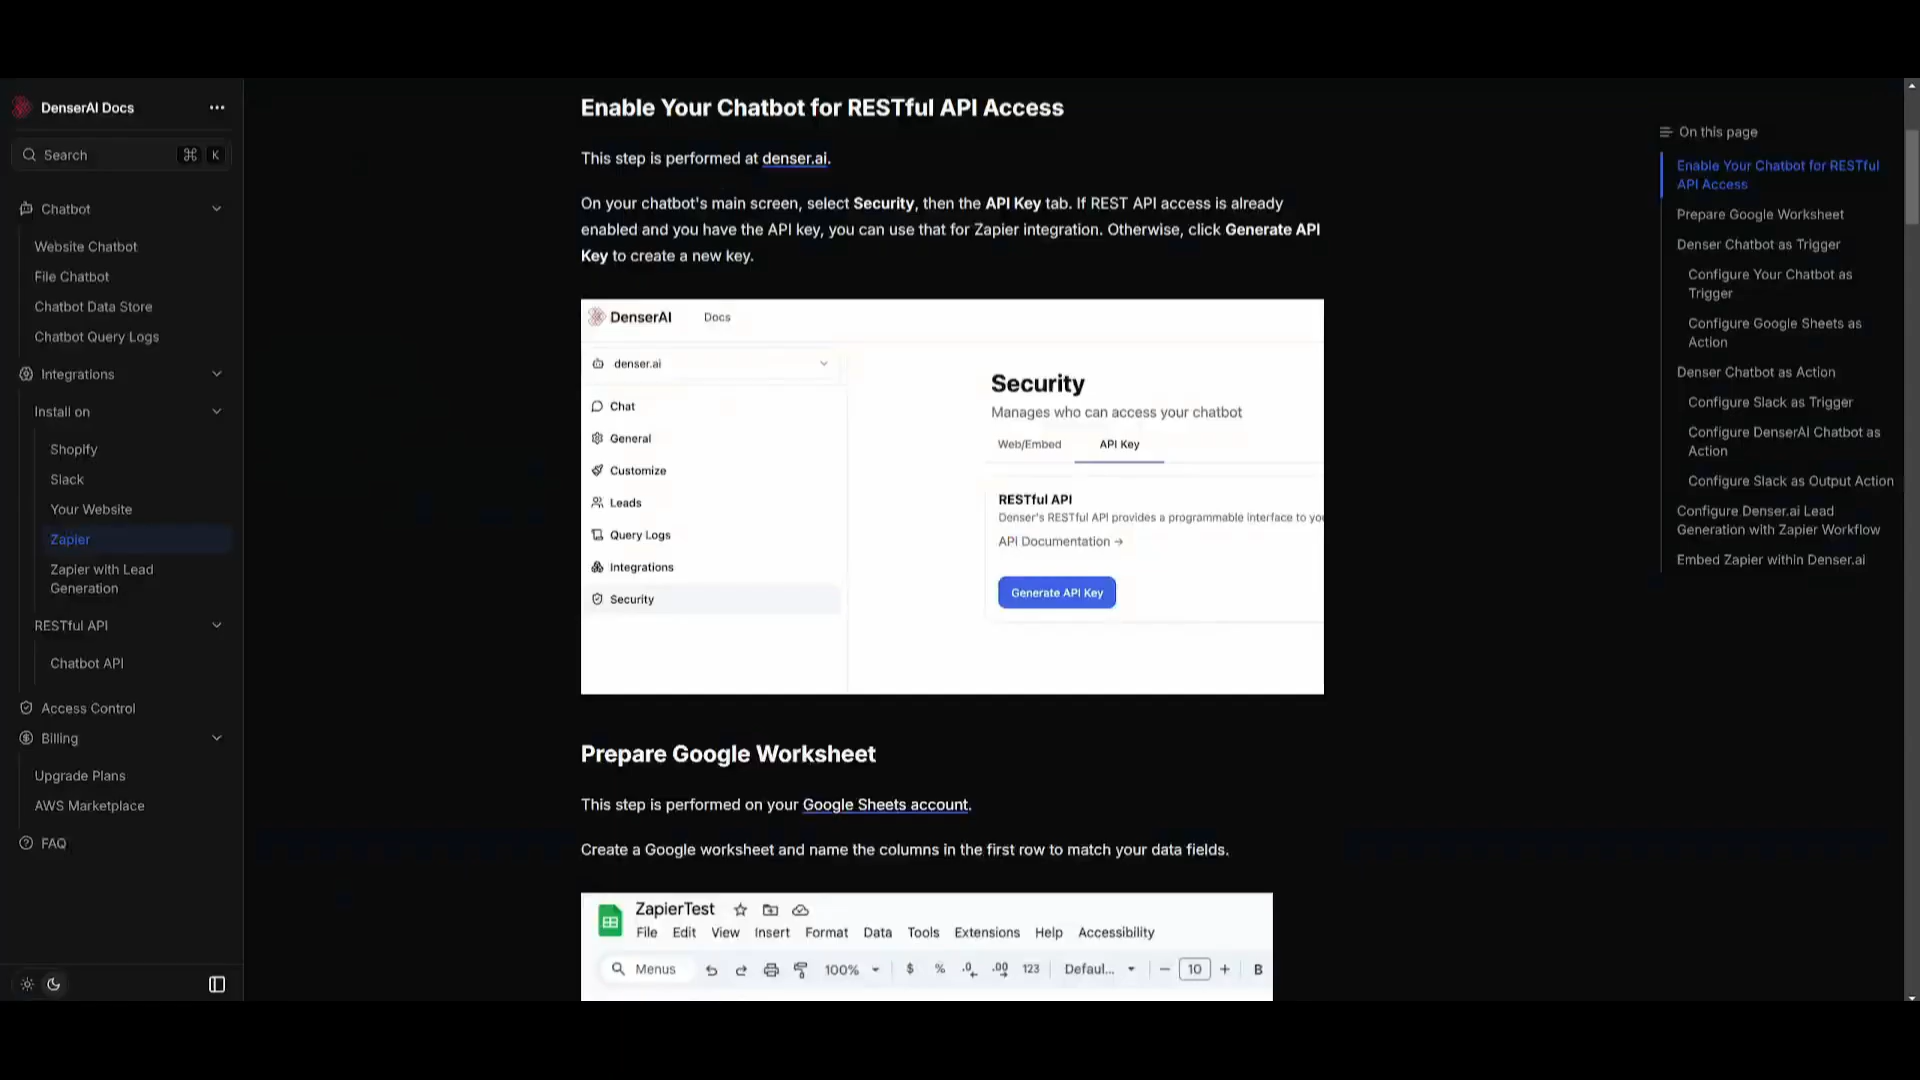 DenserAI Docs
Search
⌘ K
Chatbot
Website Chatbot
File Chatbot
Chatbot Data Store
Chatbot Query Logs
Integrations
Install on
Shopify
Slack
Your Website
Zapier
Zapier with Lead
Generation
RESTful API
Chatbot API
Access Control
Billing
Upgrade Plans
AWS Marketplace
FAQ
Enable Your Chatbot for RESTful API Access
This step is performed at denser.ai.
On your chatbot's main screen, select Security, then the API Key tab. If REST API access is already
enabled and you have the API key, you can use that for Zapier integration. Otherwise, click Generate API
Key to create a new key.
DenserAI Docs
denser.ai
Chat
General
Customize
Leads
Query Logs
Integrations
Security
Security
Manages who can access your chatbot
Web/Embed API Key
RESTful API
Denser's RESTful API provides a programmable interface to you
API Documentation →
Generate API Key
Prepare Google Worksheet
This step is performed on your Google Sheets account.
Create a Google worksheet and name the columns in the first row to match your data fields.
ZapierTest
File Edit View Insert Format Data Tools Extensions Help Accessibility
Menus 100% $ % .0 .00 123 Defaul... − 10 + B
On this page
Enable Your Chatbot for RESTful
API Access
Prepare Google Worksheet
Denser Chatbot as Trigger
Configure Your Chatbot as
Trigger
Configure Google Sheets as
Action
Denser Chatbot as Action
Configure Slack as Trigger
Configure DenserAI Chatbot as
Action
Configure Slack as Output Action
Configure Denser.ai Lead
Generation with Zapier Workflow
Embed Zapier within Denser.ai